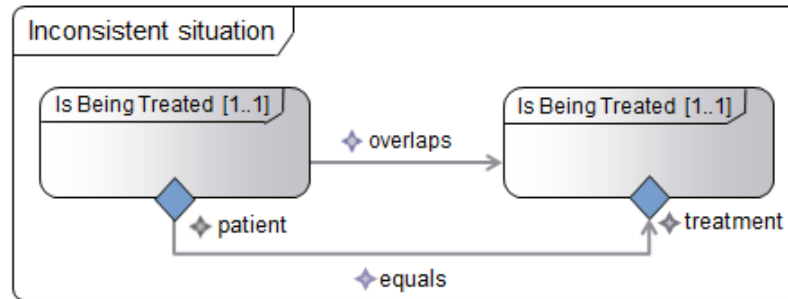 Inconsistent situation
Is Being Treated [1..1]
Is Being Treated [1..1]
overlaps
patient
treatment
equals